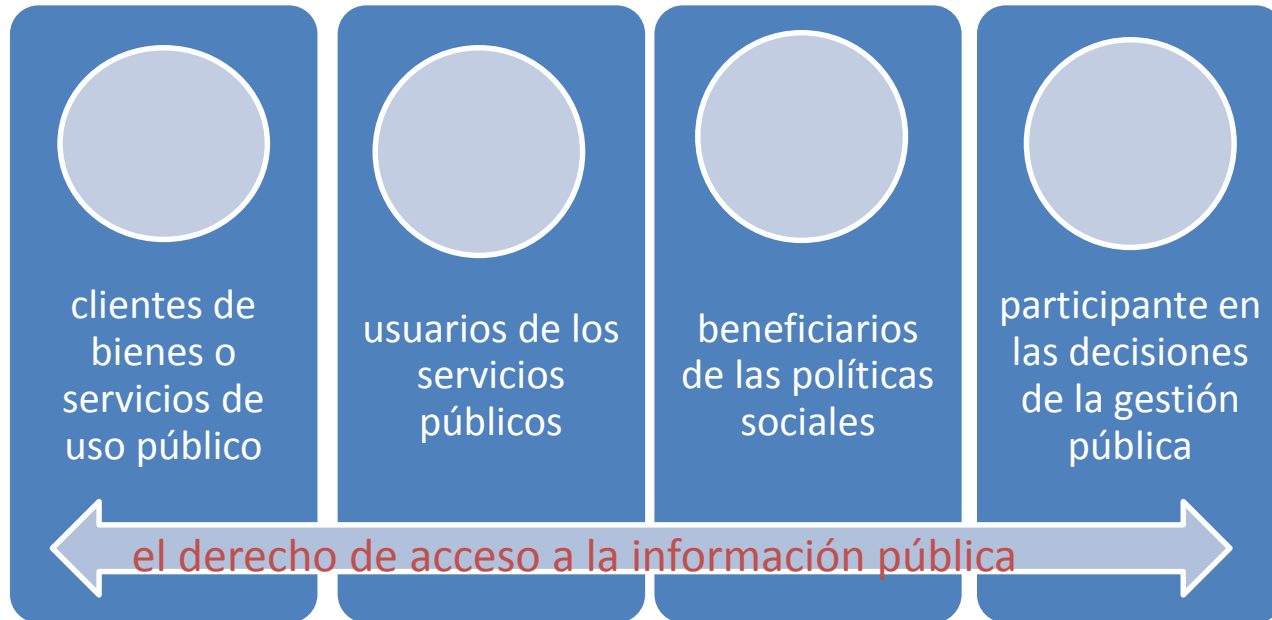 clientes de
bienes o
servicios de
uso público
usuarios de los
servicios
públicos
beneficiarios
de las políticas
sociales
participante en
las decisiones
de la gestión
pública
el derecho de acceso a la información pública